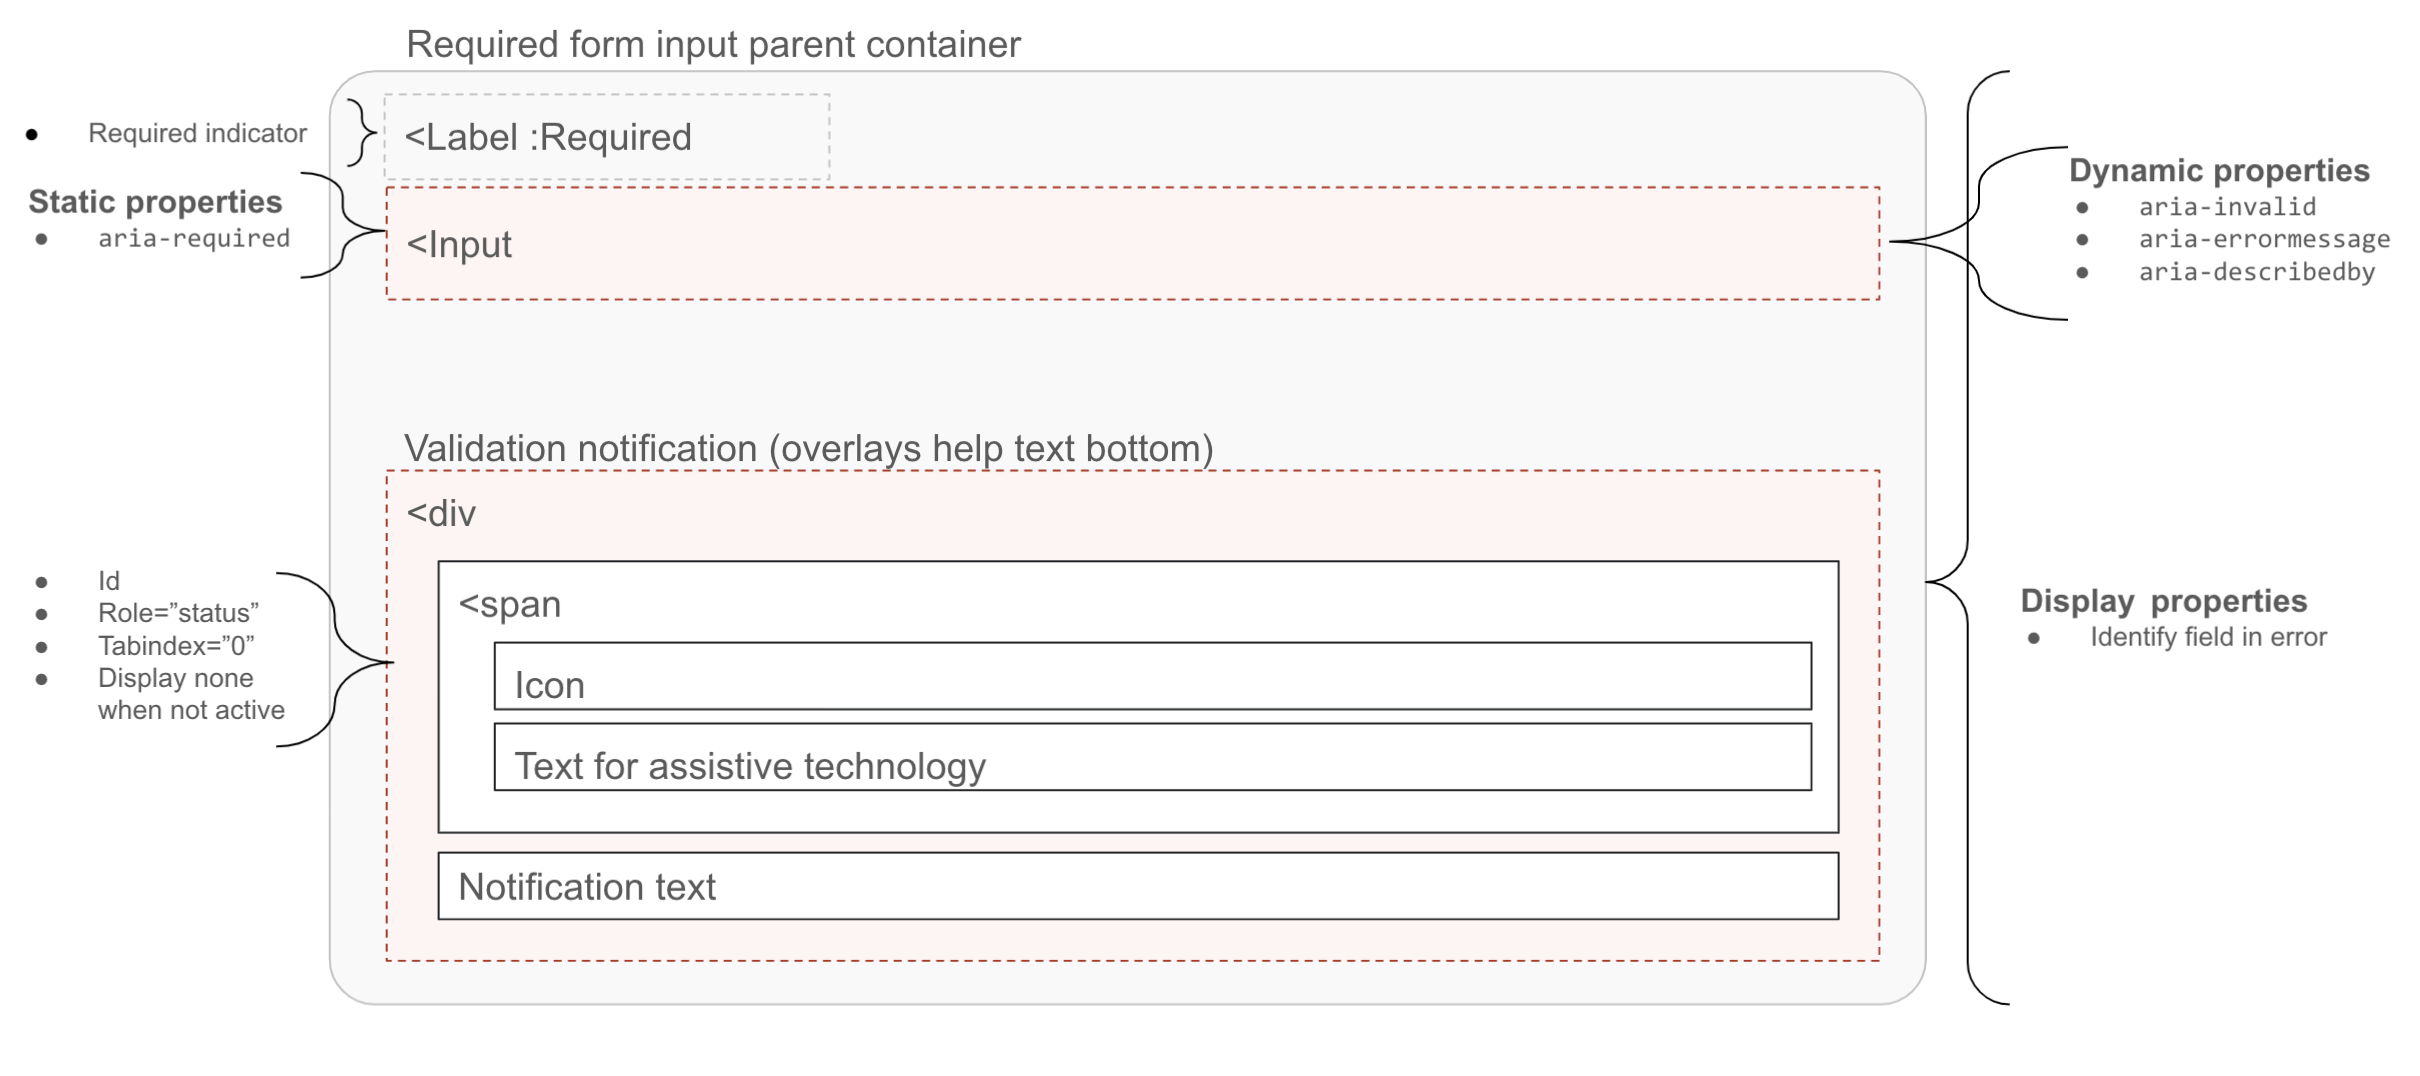 Required form input parent container
● Required indicator
<Label :Required
Static properties
● aria-required
<Input
Dynamic properties
● aria-invalid
● aria-errormessage
● aria-describedby
Validation notification (overlays help text bottom)
<div
● Id
● Role=”status”
● Tabindex=”0”
● Display none
when not active
<span
Icon
Text for assistive technology
Notification text
Display properties
● Identify field in error